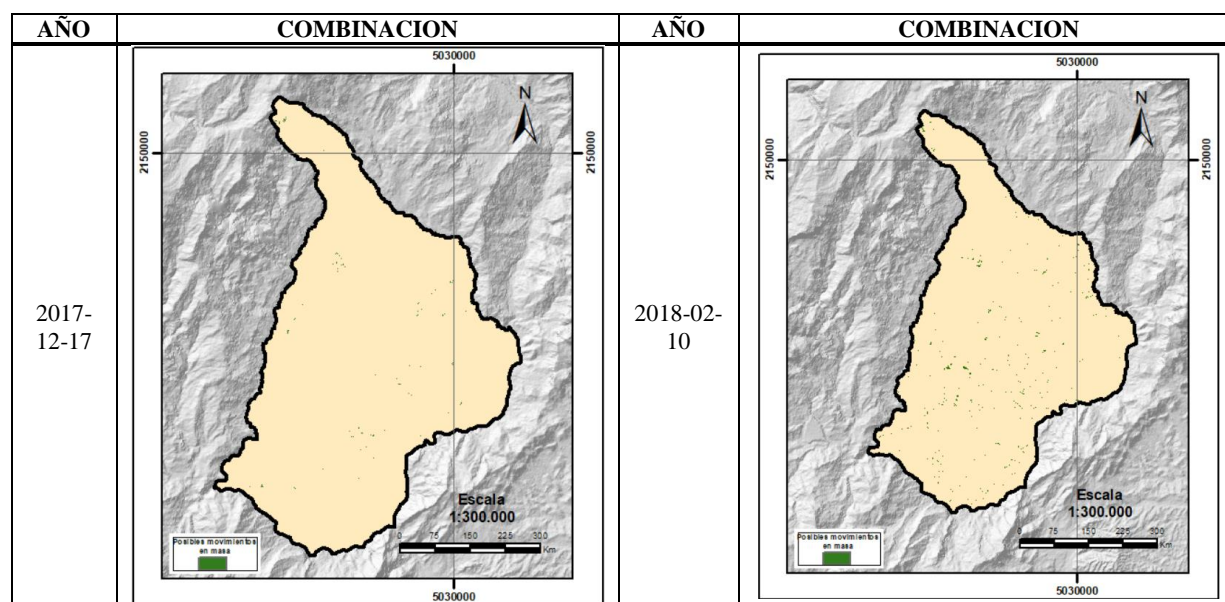 AÑO COMBINACION AÑO COMBINACION
2017-
12-17
5030000
N
2150000
2150000
Escala
1:300.000
0 75 150 225 300
Km
Posibles movimientos
en masa
5030000
2018-02-
10
5030000
N
2150000
2150000
Escala
1:300.000
0 75 150 225 300
Km
Posibles movimientos
en masa
5030000